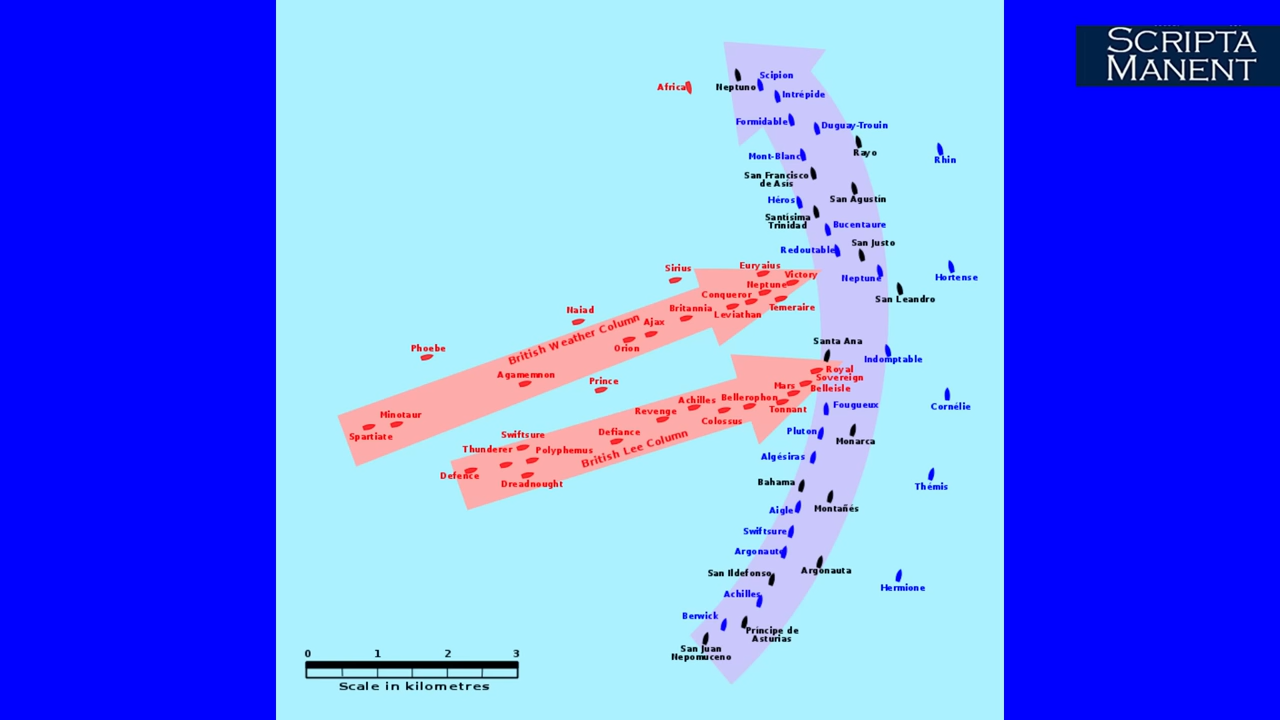 SCRIPTA
MANENT
Scipion
Africa
Neptuno
Intrépide
Formidable
Duguay-Trouin
Rayo
Mont-Blanc
Rhin
San Francisco
de Asis
Héros
San Agustin
Santisima
Trinidad
Bucentaure
Redoutable
San Justo
Sirius
Euryaius
Victory
Neptune
Neptune
Hortense
Conqueror
San Leandro
Naiad
Britannia
Temeraire
Leviathan
Ajax
British Weather Column
Orion
Phoebe
Santa Ana
Indomptable
Agamemnon
Prince
Royal
Sovereign
Mars
Belleisle
Achilles
Bellerophon
Tonnant
Fougueux
Cornélie
Minotaur
Revenge
Colossus
Spartiate
Swiftsure
Defiance
Pluton
Monarca
British Lee Column
Thunderer
Polyphemus
Algésiras
Defence
Dreadnought
Bahama
Thémis
Aigle
Montañés
Swiftsure
Argonaute
San Ildefonso
Argonauta
Hermione
Achilles
Berwick
Príncipe de
Asturias
San Juan
Nepomuceno
0 1 2 3
Scale in kilometres